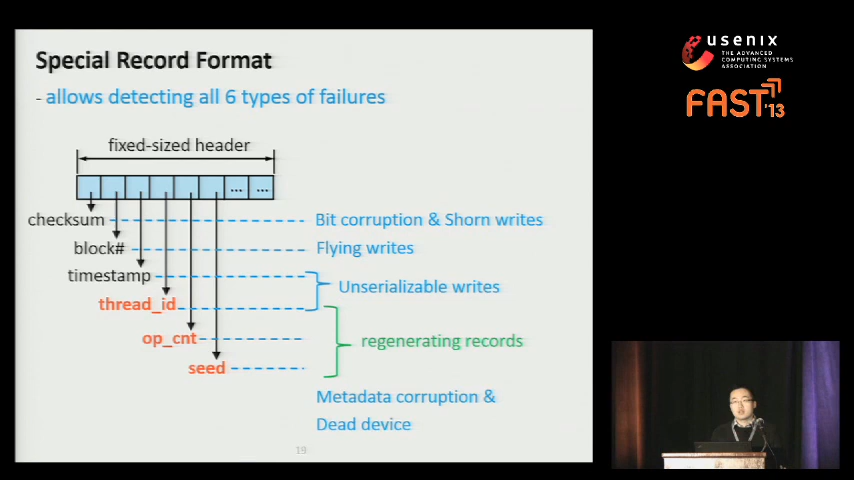 Special Record Format
- allows detecting all 6 types of failures
fixed-sized header
... ...
checksum
Bit corruption & Shorn writes
block#
Flying writes
timestamp
Unserializable writes
thread_id
op_cnt
regenerating records
seed
Metadata corruption &
Dead device
19
usenix
THE ADVANCED
COMPUTING SYSTEMS
ASSOCIATION
FAST '13